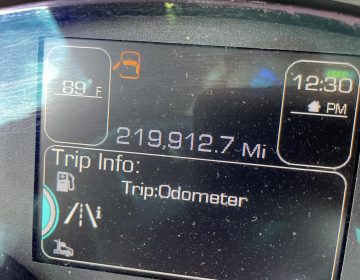 89° F
12:30
PM
219,912.7 Mi
Trip Info:
Trip:Odometer